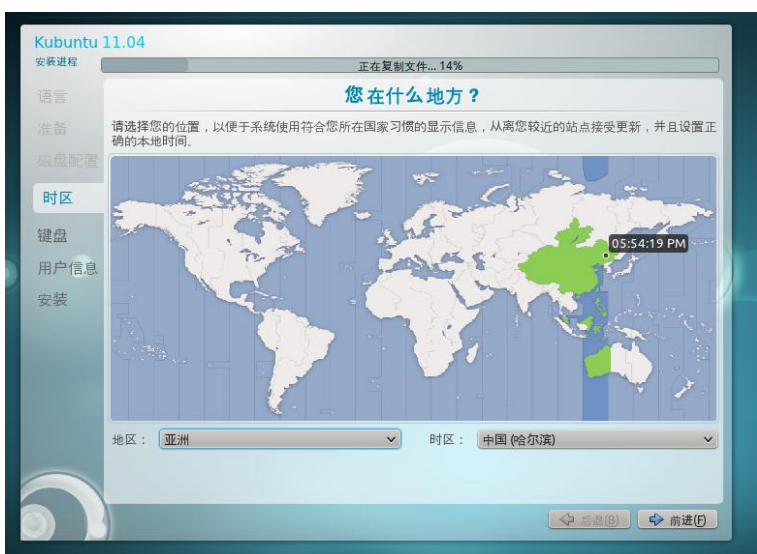 Kubuntu 11.04
安装进程
正在复制文件... 14%
语言
准备
磁盘配置
时区
键盘
用户信息
安装
您在什么地方?
请选择您的位置,以便于系统使用符合您所在国家习惯的显示信息,从离您较近的站点接受更新,并且设置正
确的本地时间.
05:54:19 PM
地区: 亚洲
时区: 中国 (哈尔滨)
后退(B)
前进(F)